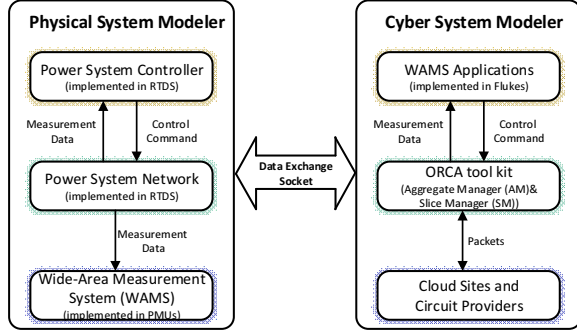 Physical System Modeler
Power System Controller
(implemented in RTDS)
Measurement
Data
Control
Command
Power System Network
(implemented in RTDS)
Measurement
Data
Wide-Area Measurement
System (WAMS)
(implemented in PMUs)
Data Exchange
Socket
Cyber System Modeler
WAMS Applications
(implemented in Flukes)
Measurement
Data
Control
Command
ORCA tool kit
(Aggregate Manager (AM)&
Slice Manager (SM))
Packets
Cloud Sites and
Circuit Providers